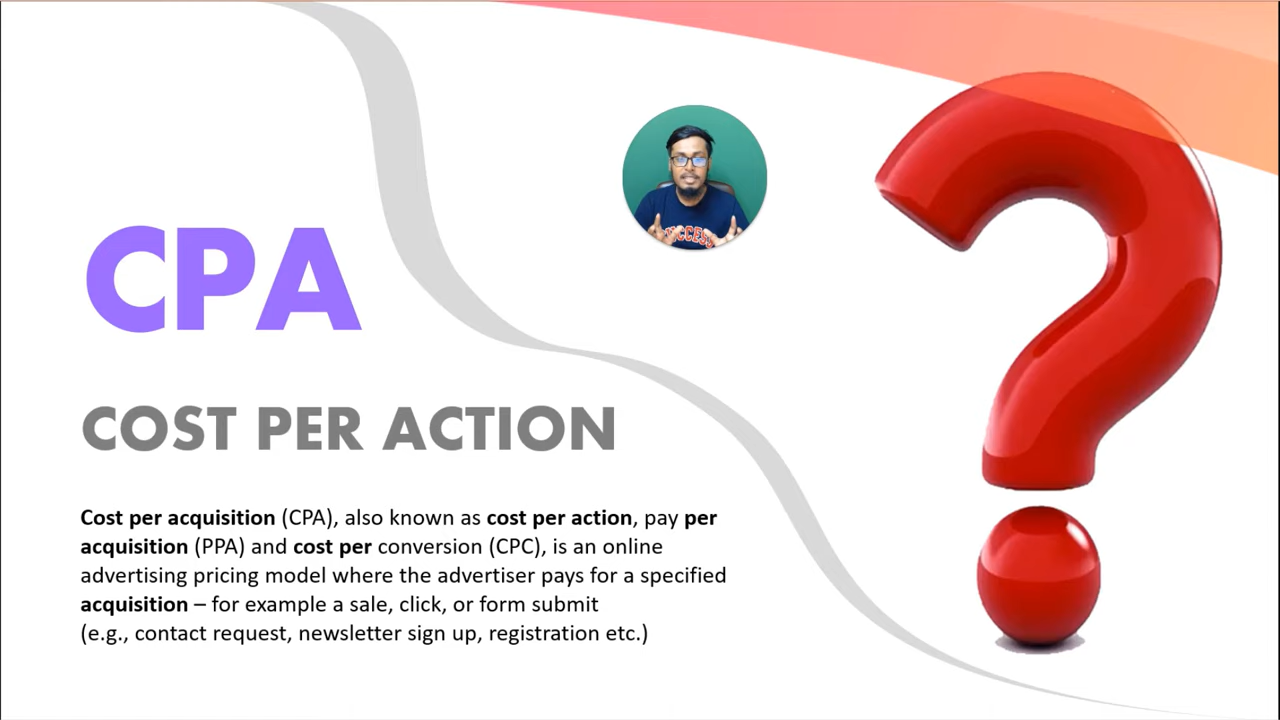 CPA
COST PER ACTION
Cost per acquisition (CPA), also known as cost per action, pay per
acquisition (PPA) and cost per conversion (CPC), is an online
advertising pricing model where the advertiser pays for a specified
acquisition – for example a sale, click, or form submit
(e.g., contact request, newsletter sign up, registration etc.)